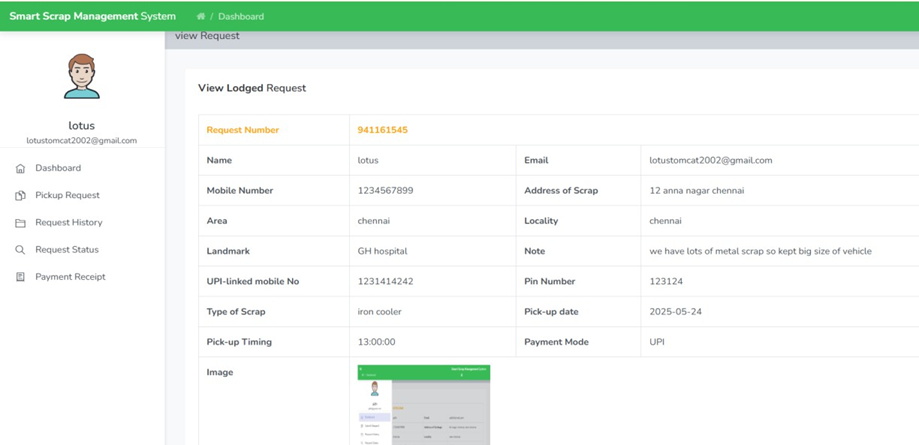 Smart Scrap Management System / Dashboard
view Request
lotus
lotustomcat2002@gmail.com
Dashboard
Pickup Request
Request History
Request Status
Payment Receipt
View Lodged Request
Request Number 941161545
Name lotus Email lotustomcat2002@gmail.com
Mobile Number 1234567899 Address of Scrap 12 anna nagar chennai
Area chennai Locality chennai
Landmark GH hospital Note we have lots of metal scrap so kept big size of vehicle
UPI-linked mobile No 1231414242 Pin Number 123124
Type of Scrap iron cooler Pick-up date 2025-05-24
Pick-up Timing 13:00:00 Payment Mode UPI
Image